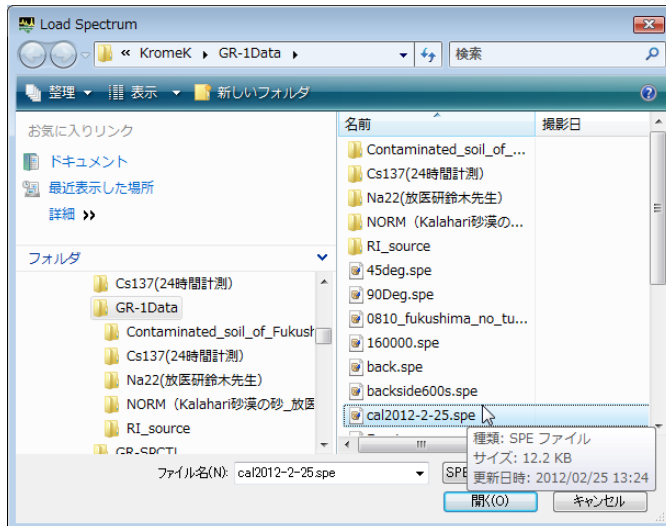 Load Spectrum
« KromeK ▸ GR-1Data ▸
検索
整理 表示 新しいフォルダ
お気に入りリンク
ドキュメント
最近表示した場所
詳細 »
フォルダ
Cs137(24時間計測)
GR-1Data
Contaminated_soil_of_Fukush
Cs137(24時間計測)
Na22(放医研鈴木先生)
NORM（Kalahari砂漠の砂_放医
RI_source
GR-SPCTL
名前 撮影日
Contaminated_soil_of_...
Cs137(24時間計測)
Na22(放医研鈴木先生)
NORM（Kalahari砂漠の...
RI_source
45deg.spe
90Deg.spe
0810_fukushima_no_tu...
160000.spe
back.spe
backside600s.spe
cal2012-2-25.spe
種類: SPE ファイル
サイズ: 12.2 KB
更新日時: 2012/02/25 13:24
ファイル名(N): cal2012-2-25.spe
SPE
開く(O) キャンセル